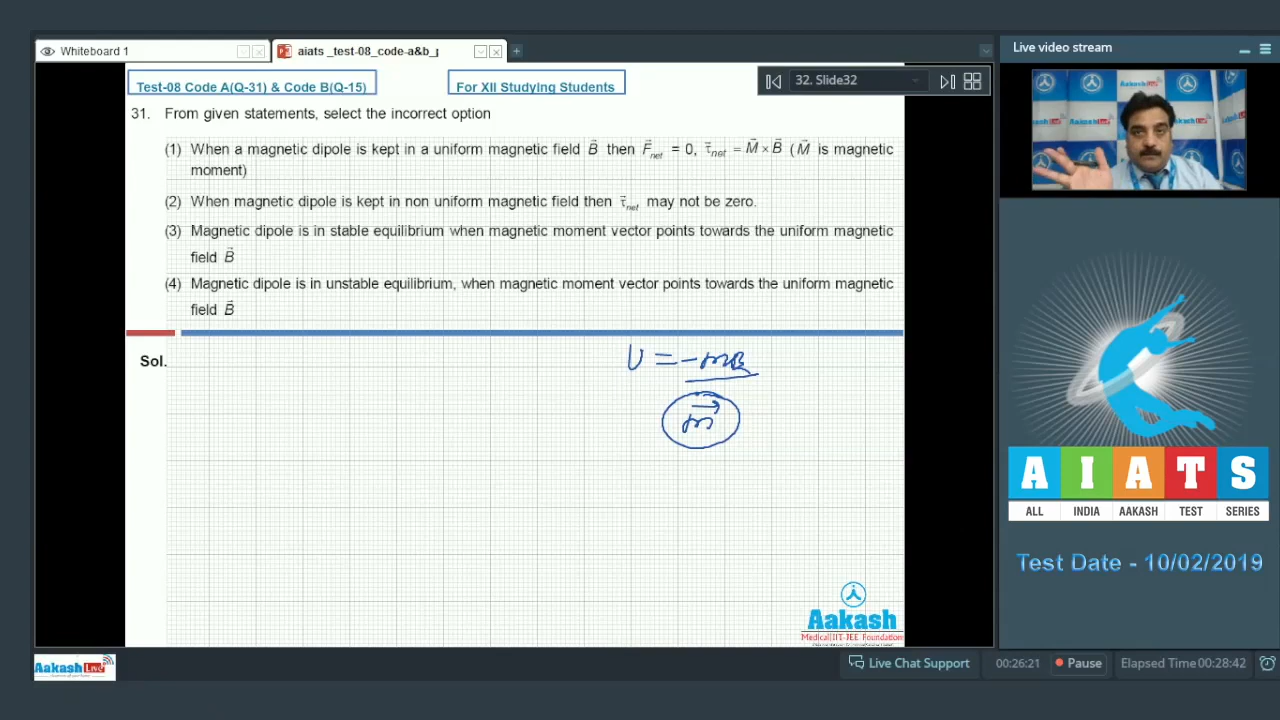 Whiteboard 1
aiats _test-08_code-a&b_p
Live video stream
Test-08 Code A(Q-31) & Code B(Q-15)
For XII Studying Students
32. Slide32
31. From given statements, select the incorrect option
(1) When a magnetic dipole is kept in a uniform magnetic field B⃗ then F⃗net = 0, τ⃗net = M⃗ × B⃗ (M⃗ is magnetic
moment)
(2) When magnetic dipole is kept in non uniform magnetic field then τ⃗net may not be zero.
(3) Magnetic dipole is in stable equilibrium when magnetic moment vector points towards the uniform magnetic
field B⃗
(4) Magnetic dipole is in unstable equilibrium, when magnetic moment vector points towards the uniform magnetic
field B⃗
Sol.
U = -mB
m⃗
A I A T S
ALL INDIA AAKASH TEST SERIES
Test Date - 10/02/2019
Aakash
Medical|IIT-JEE|Foundations
Aakash Live
Live Chat Support
00:26:21
Pause
Elapsed Time 00:28:42